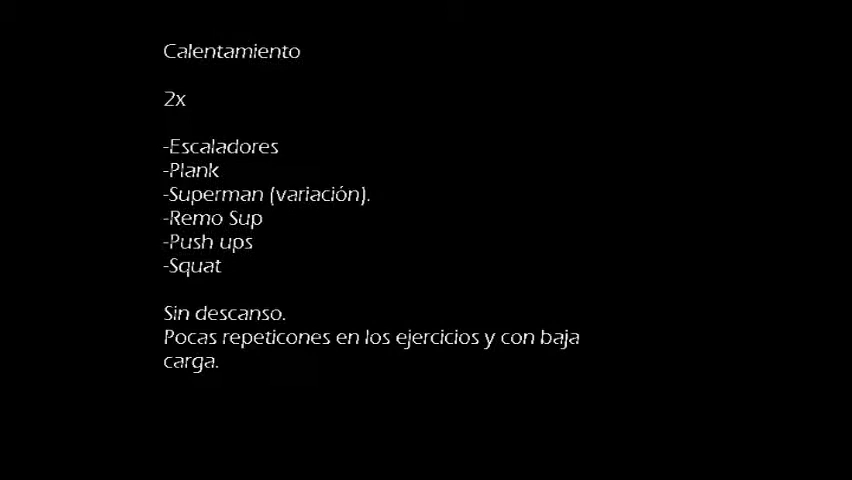 Calentamiento
2x
-Escaladores
-Plank
-Superman (variación).
-Remo Sup
-Push ups
-Squat
Sin descanso.
Pocas repeticones en los ejercicios y con baja
carga.